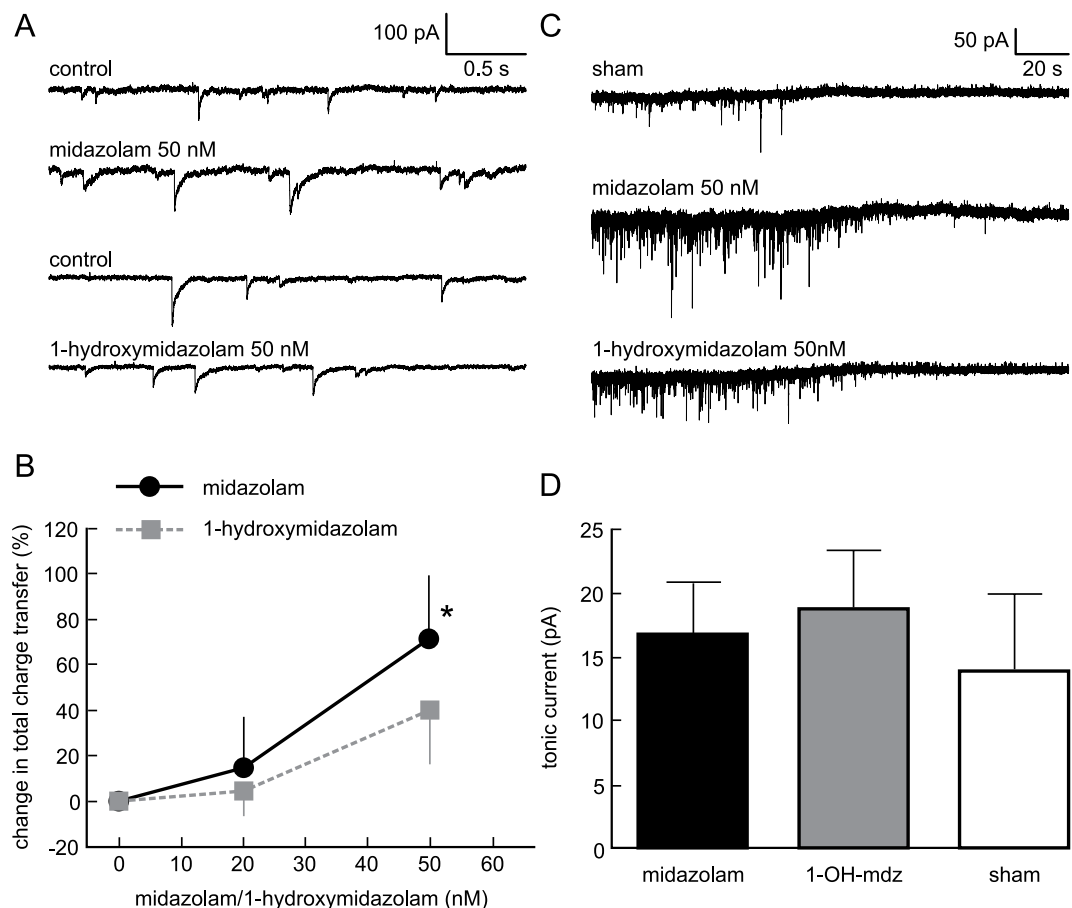 A
100 pA
0.5 s
control
midazolam 50 nM
control
1-hydroxymidazolam 50 nM
C
50 pA
20 s
sham
midazolam 50 nM
1-hydroxymidazolam 50nM
B
midazolam
1-hydroxymidazolam
change in total charge transfer (%)
120
100
80
60
40
20
0
-20
*
0 10 20 30 40 50 60
midazolam/1-hydroxymidazolam (nM)
D
tonic current (pA)
25
20
15
10
5
0
midazolam 1-OH-mdz sham